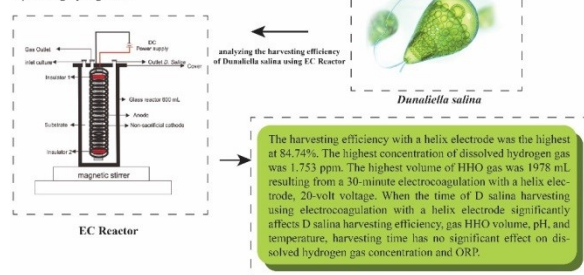 EC
Power supply
Gas Outlet
Inlet culture
Outlet D. Salina
Cover
Insulator 1
Glass reactor 600 mL
Anode
Substrate
Non-sacrificial cathode
Insulator 2
magnetic stirrer
EC Reactor
analyzing the harvesting efficiency
of Dunaliella salina using EC Reactor
Dunaliella salina
The harvesting efficiency with a helix electrode was the highest
at 84.74%. The highest concentration of dissolved hydrogen gas
was 1.753 ppm. The highest volume of HHO gas was 1978 mL
resulting from a 30-minute electrocoagulation with a helix elec-
trode, 20-volt voltage. When the time of D salina harvesting
using electrocoagulation with a helix electrode significantly
affects D salina harvesting efficiency, gas HHO volume, pH, and
temperature, harvesting time has no significant effect on dis-
solved hydrogen gas concentration and ORP.